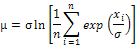 μ = σ ln [ 1/n ∑_{i=1}^{n} exp ( x_i / σ ) ]